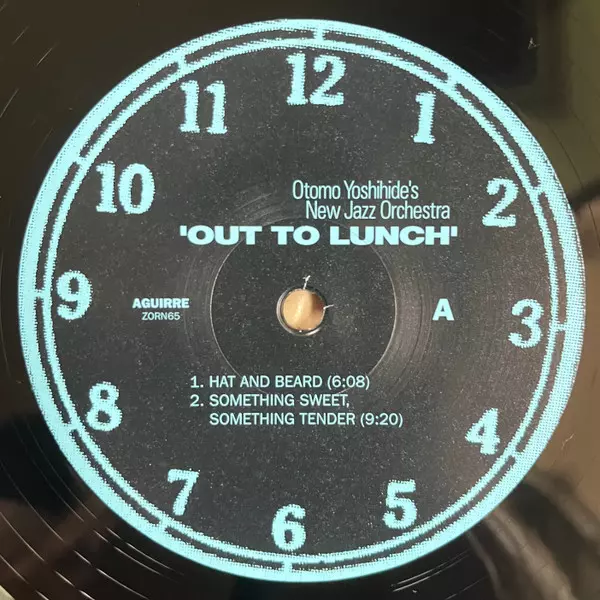 12
11
1
10
2
Otomo Yoshihide's
New Jazz Orchestra
'OUT TO LUNCH'
9
AGUIRRE
ZORN65
A
3
1. HAT AND BEARD (6:08)
2. SOMETHING SWEET,
SOMETHING TENDER (9:20)
8
4
7
5
6